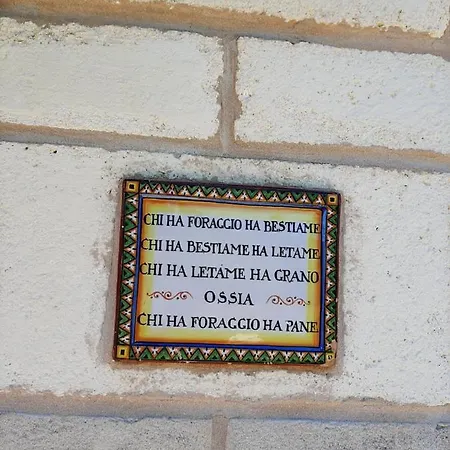 CHI HA FORAGGIO HA BESTIAME
CHI HA BESTIAME HA LETAME
CHI HA LETAME HA GRANO
OSSIA
CHI HA FORAGGIO HA PANE